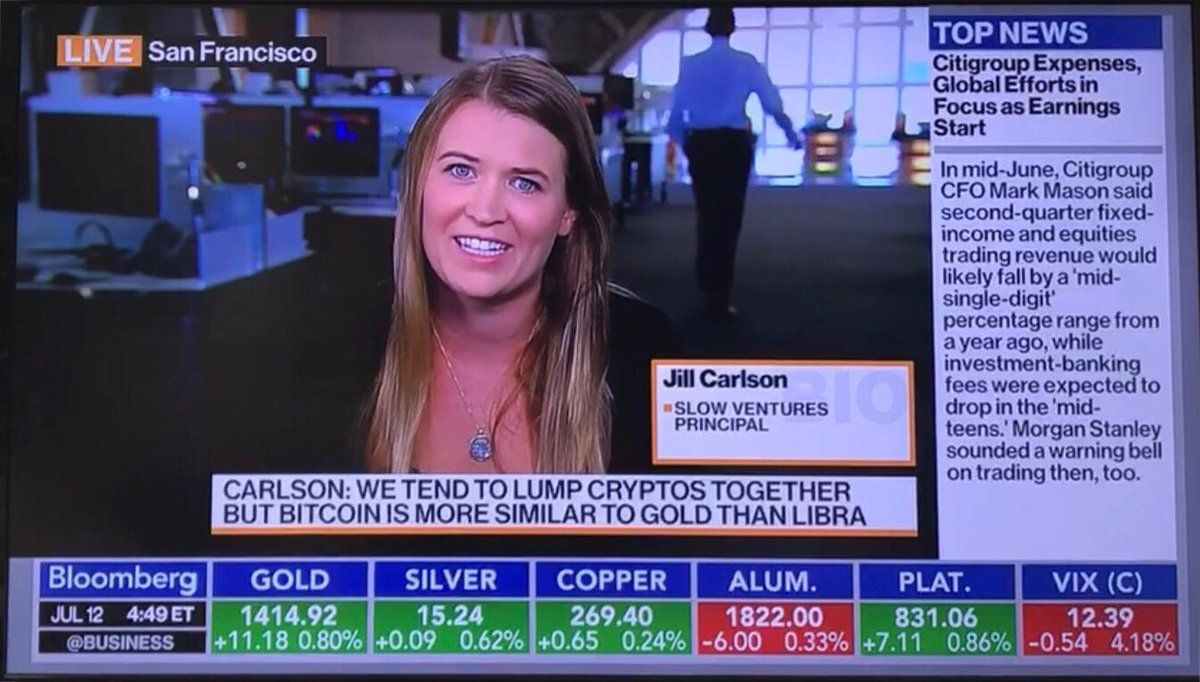 LIVE San Francisco
TOP NEWS
Citigroup Expenses,
Global Efforts in
Focus as Earnings
Start
In mid-June, Citigroup
CFO Mark Mason said
second-quarter fixed-
income and equities
trading revenue would
likely fall by a 'mid-
single-digit'
percentage range from
a year ago, while
investment-banking
fees were expected to
drop in the 'mid-
teens.' Morgan Stanley
sounded a warning bell
on trading then, too.
Jill Carlson
BIO
SLOW VENTURES
PRINCIPAL
CARLSON: WE TEND TO LUMP CRYPTOS TOGETHER
BUT BITCOIN IS MORE SIMILAR TO GOLD THAN LIBRA
Bloomberg GOLD SILVER COPPER ALUM. PLAT. VIX (C)
JUL 12 4:49 ET 1414.92 15.24 269.40 1822.00 831.06 12.39
@BUSINESS +11.18 0.80% +0.09 0.62% +0.65 0.24% -6.00 0.33% +7.11 0.86% -0.54 4.18%